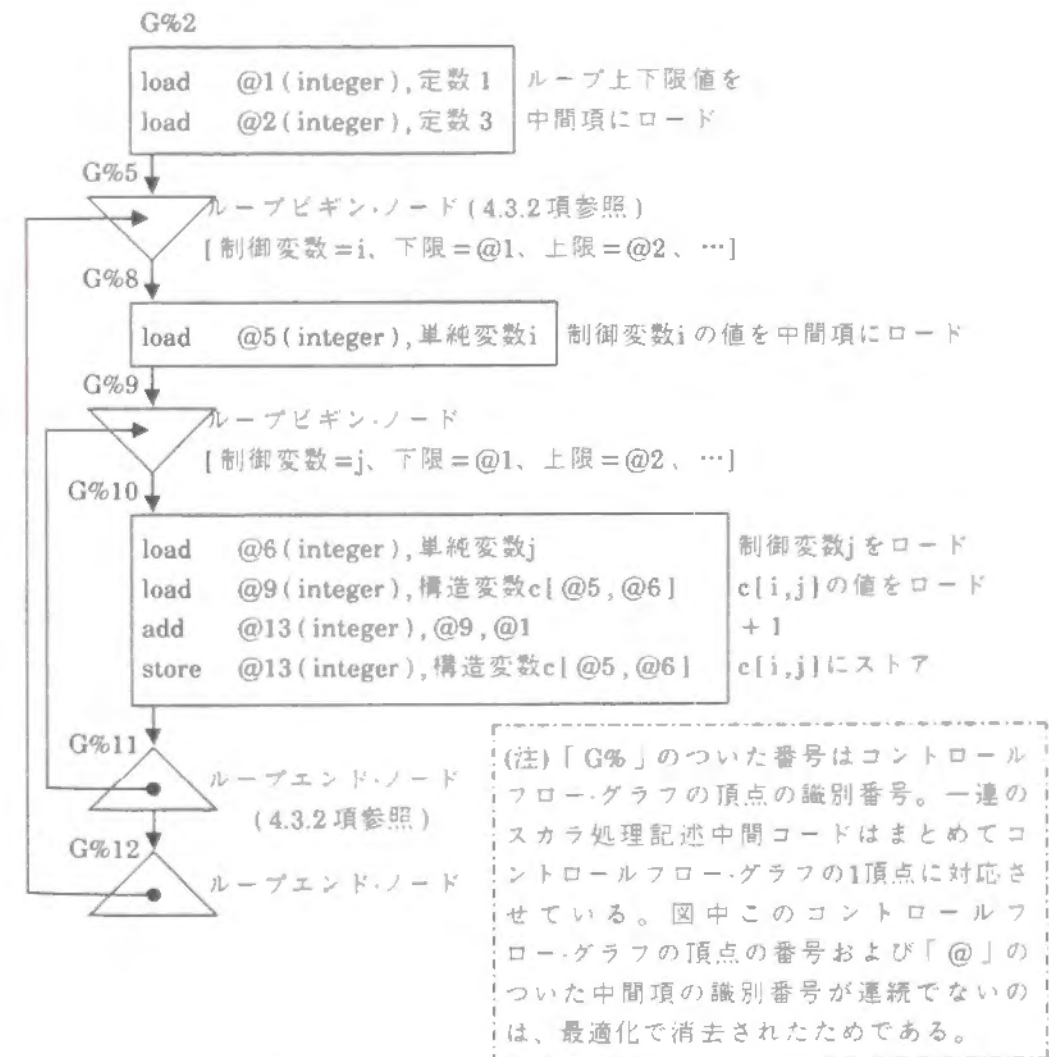 G%2
load @1(integer),定数1 ループ上下限値を
load @2(integer),定数3 中間項にロード
G%5
ループビギン・ノード(4.3.2項参照)
[制御変数=i、下限=@1、上限=@2、…]
G%8
load @5(integer),単純変数i 制御変数iの値を中間項にロード
G%9
ループビギン・ノード
[制御変数=j、下限=@1、上限=@2、…]
G%10
load @6(integer),単純変数j 制御変数jをロード
load @9(integer),構造変数c[@5,@6] c[i,j]の値をロード
add @13(integer),@9,@1 +1
store @13(integer),構造変数c[@5,@6] c[i,j]にストア
G%11
ループエンド・ノード
(4.3.2項参照)
G%12
ループエンド・ノード
(注)「G%」のついた番号はコントロール
フロー・グラフの頂点の識別番号。一連の
スカラ処理記述中間コードはまとめてコ
ントロールフロー・グラフの1頂点に対応さ
せている。図中このコントロールフ
ロー・グラフの頂点の番号および「@」の
ついた中間項の識別番号が連続でないの
は、最適化で消去されたためである。